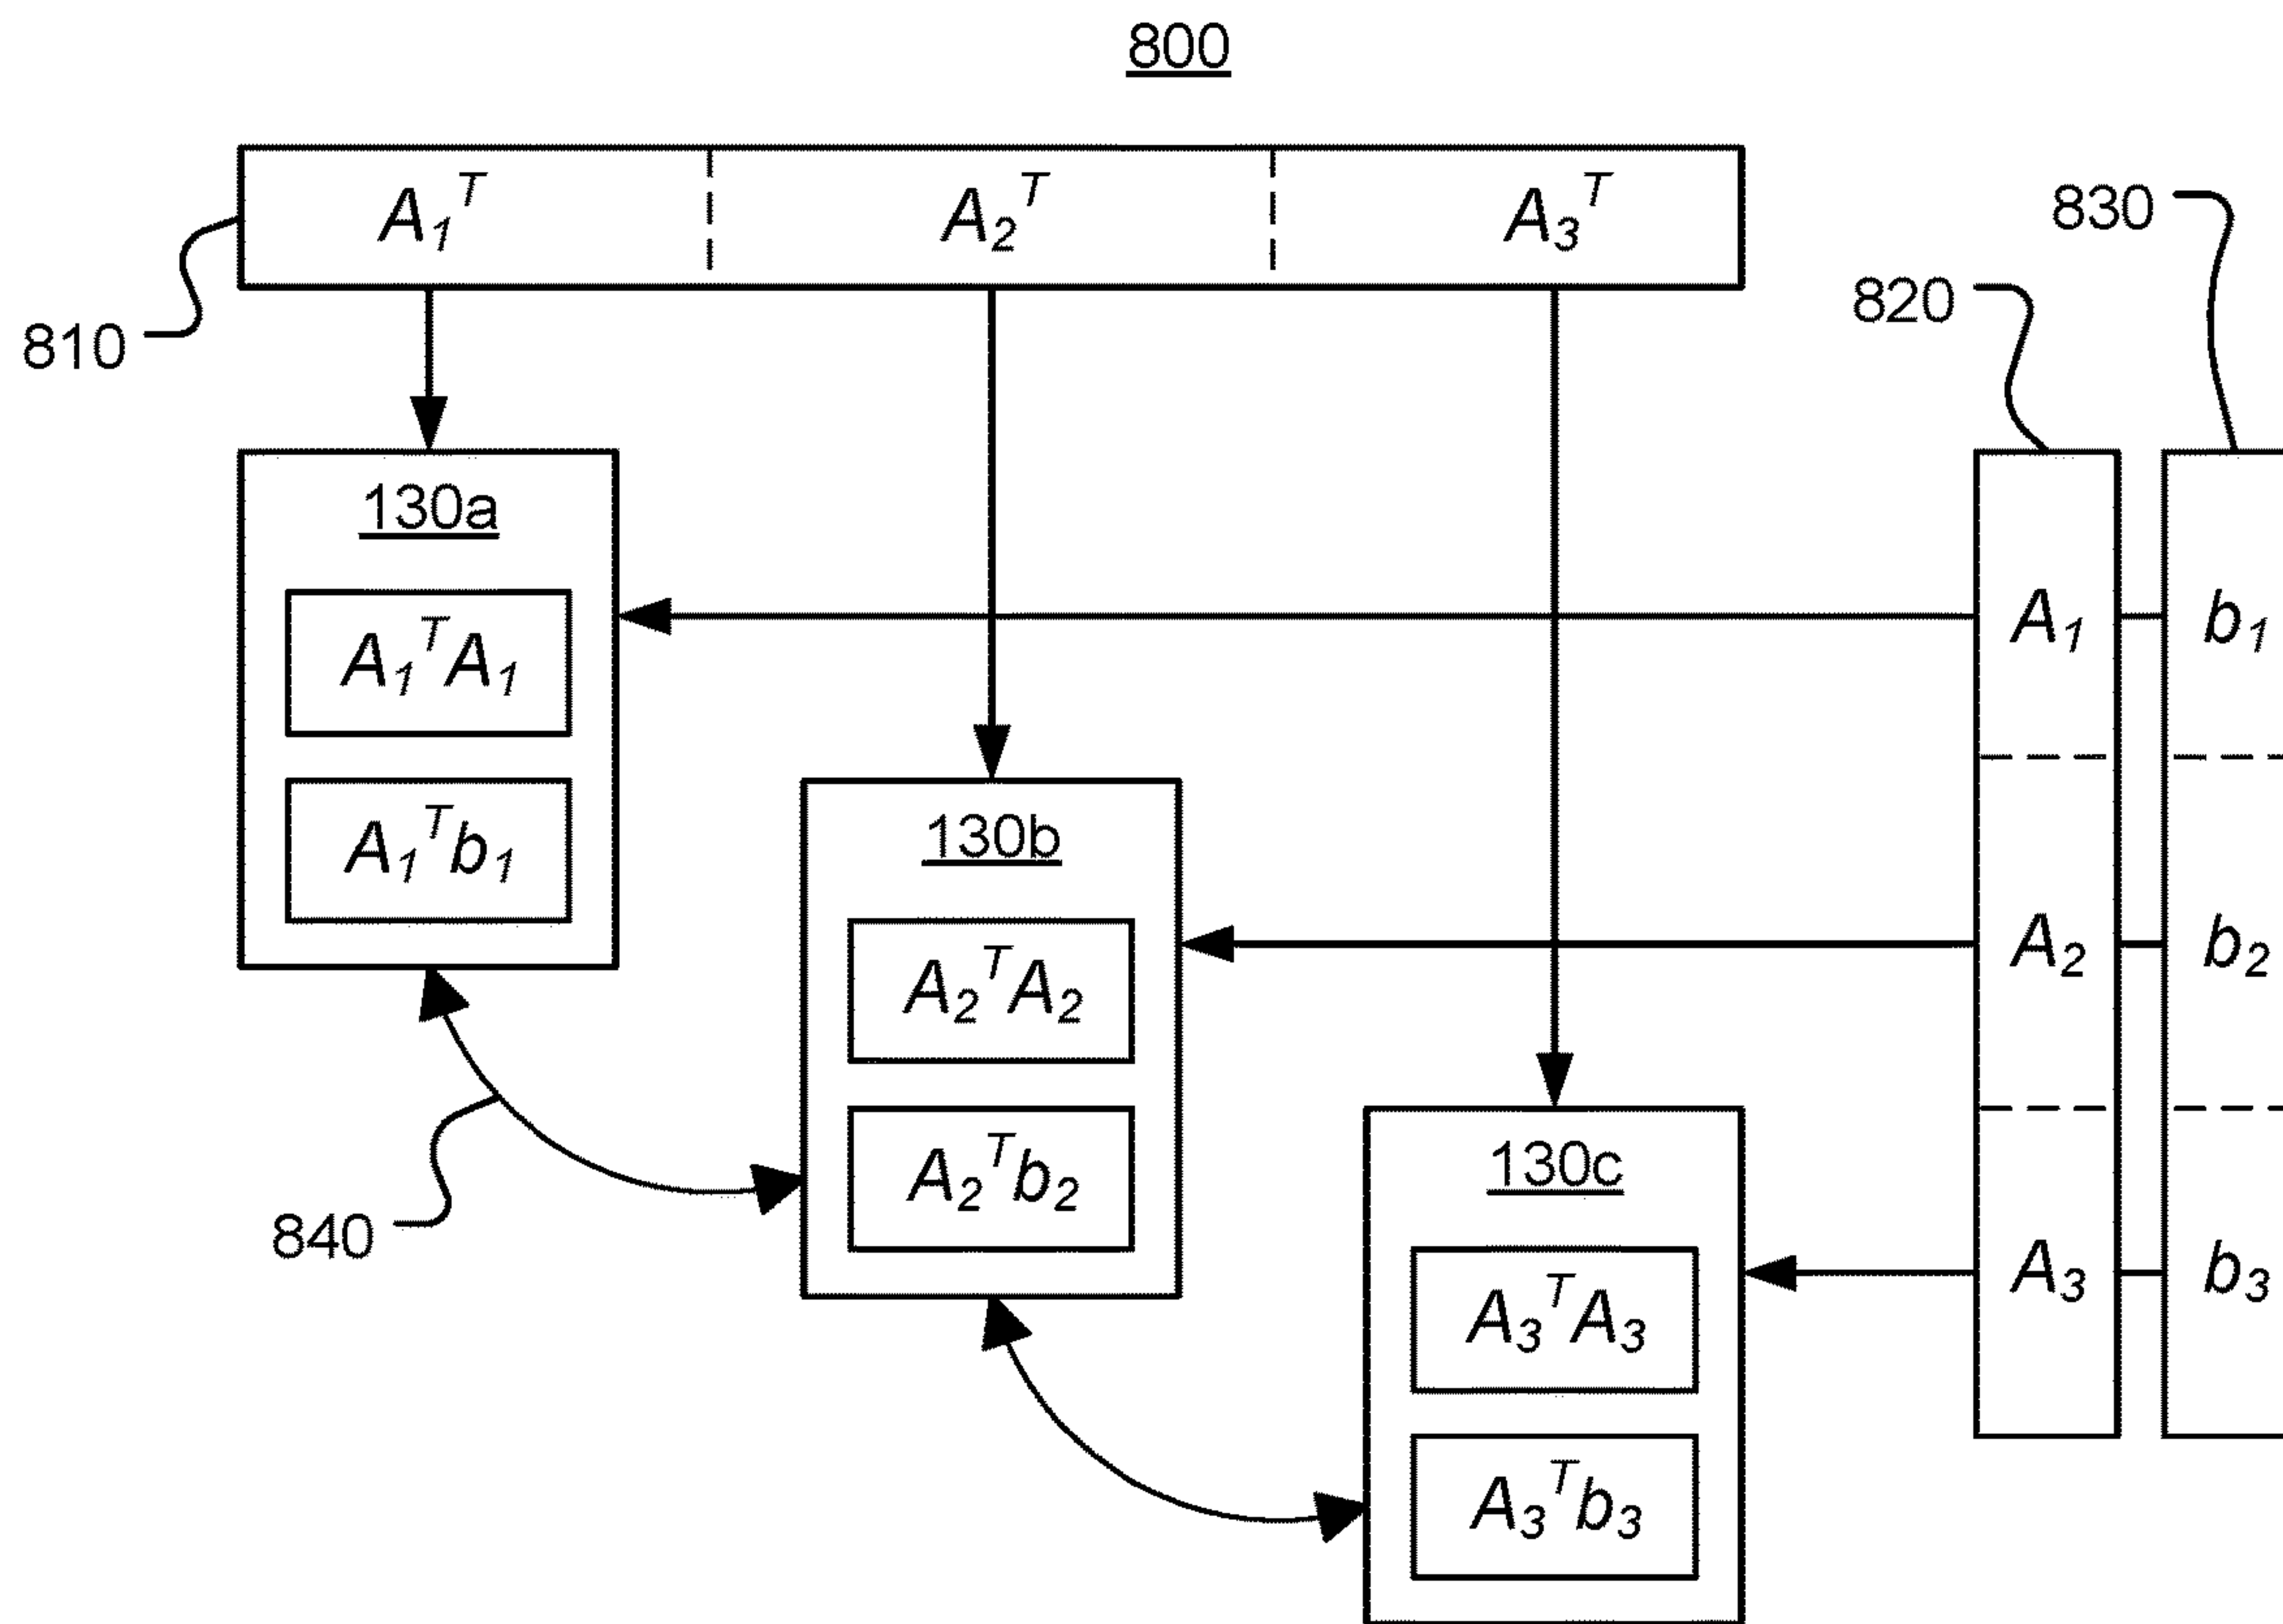 800
A₁ᵀ A₂ᵀ A₃ᵀ
830
820
810
130a
A₁ᵀA₁
A₁ b₁
A₁ᵀb₁
130b
A₂ᵀA₂
A₂ b₂
A₂ᵀb₂
130c
840
A₃ᵀA₃
A₃ b₃
A₃ᵀb₃